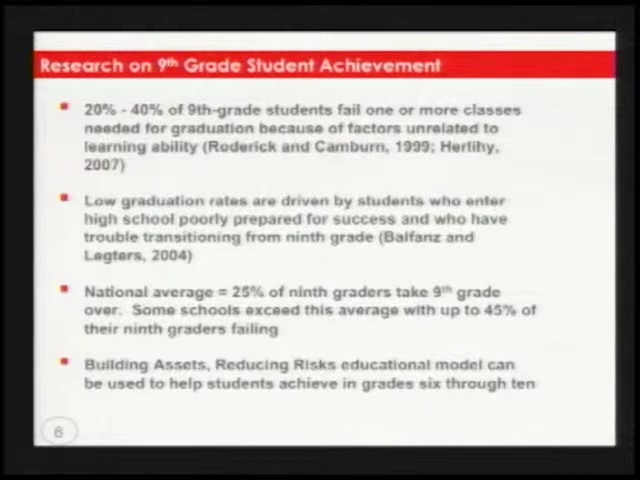 Research on 9th Grade Student Achievement
20% - 40% of 9th-grade students fail one or more classes
needed for graduation because of factors unrelated to
learning ability (Roderick and Camburn, 1999; Herlihy,
2007)
Low graduation rates are driven by students who enter
high school poorly prepared for success and who have
trouble transitioning from ninth grade (Balfanz and
Legters, 2004)
National average = 25% of ninth graders take 9th grade
over. Some schools exceed this average with up to 45% of
their ninth graders failing
Building Assets, Reducing Risks educational model can
be used to help students achieve in grades six through ten
6